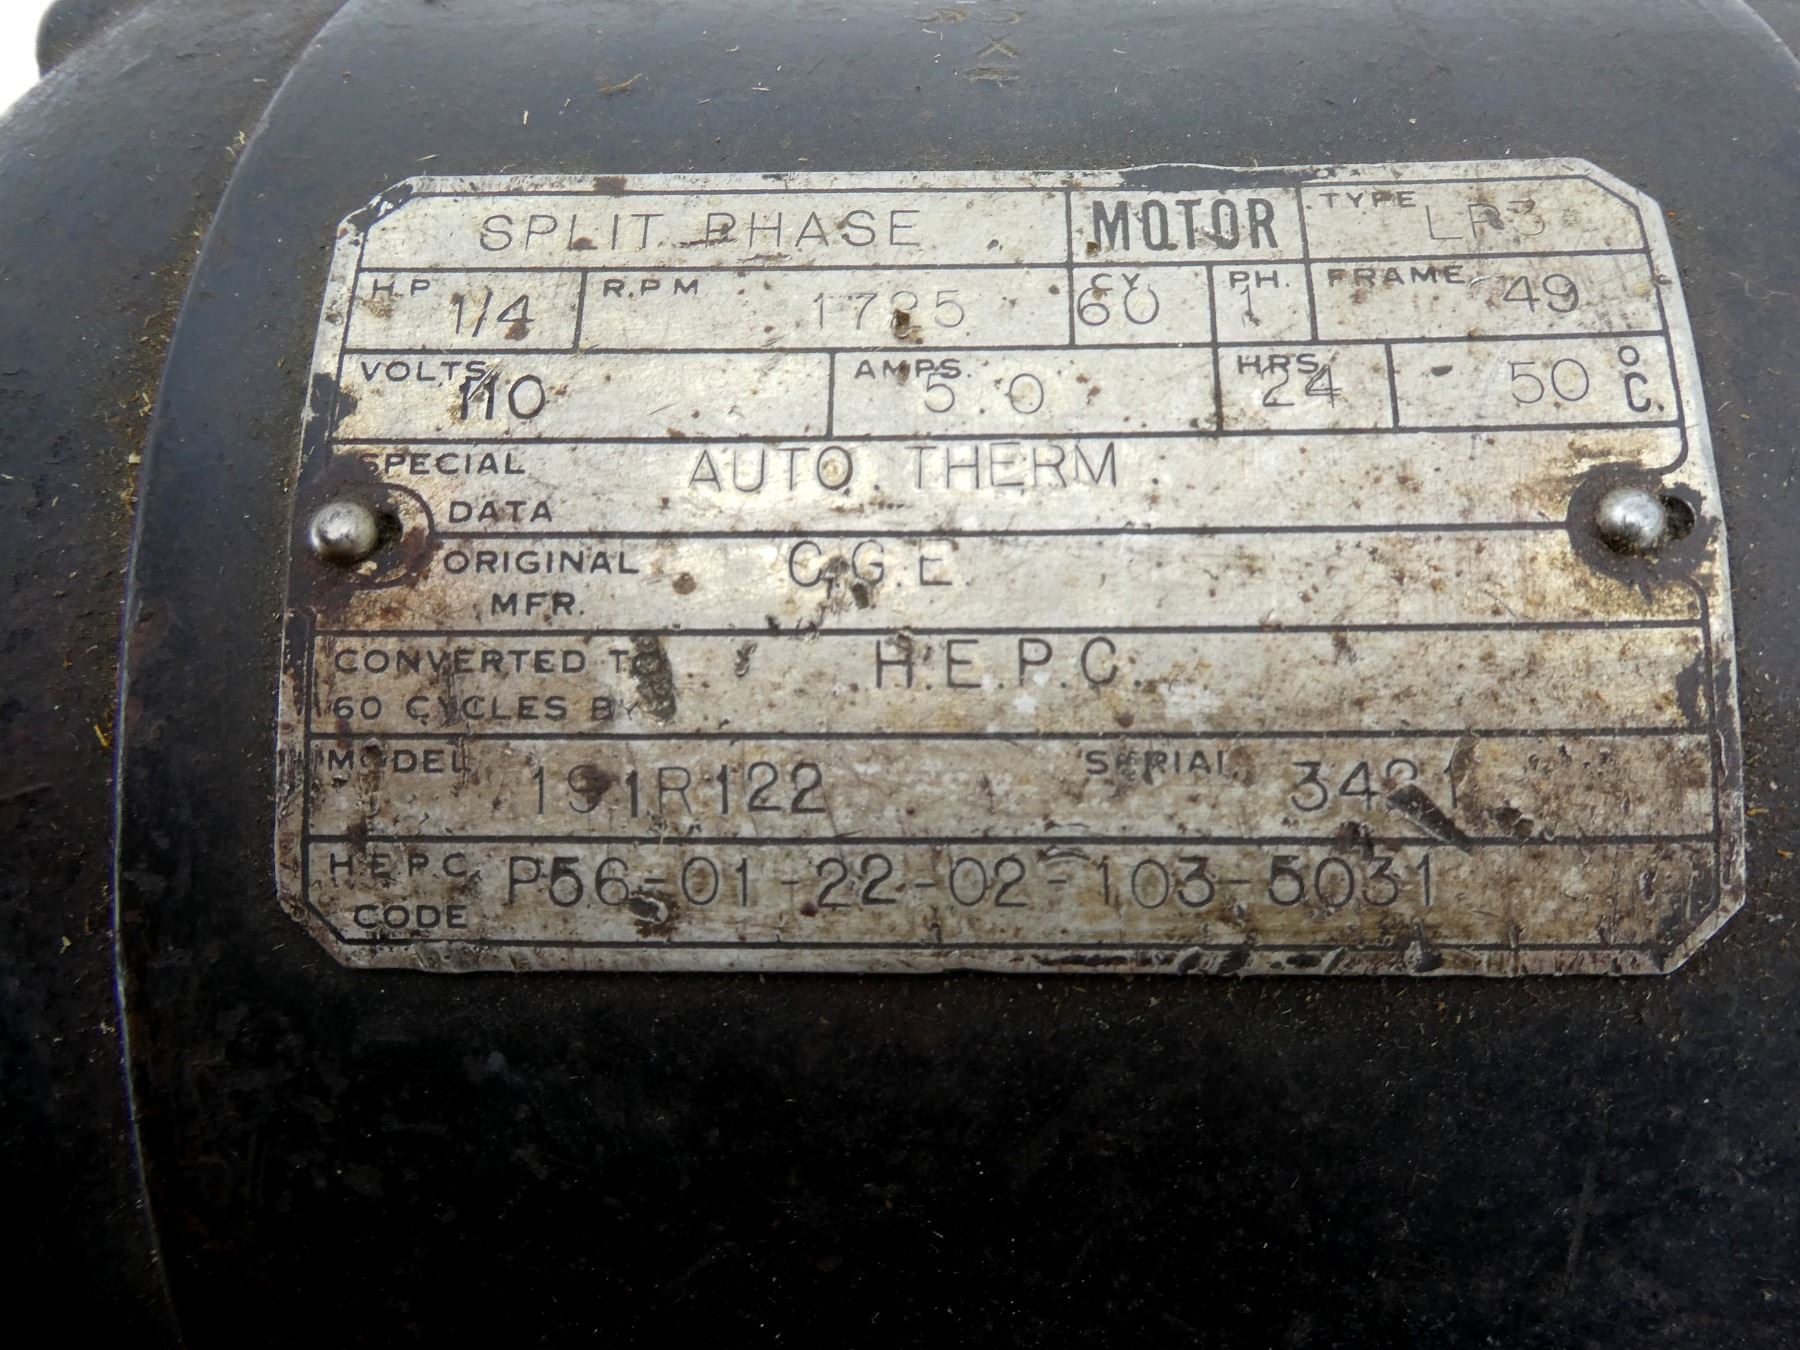 SPLIT PHASE MOTOR TYPE LR3
H.P 1/4 R.P.M 1725 CY. 60 PH. 1 FRAME 49
VOLTS 110 AMPS. 5.0 HRS. 24 50 °C.
SPECIAL DATA AUTO. THERM.
ORIGINAL MFR. C.G.E.
CONVERTED TO 60 CYCLES BY H.E.P.C.
MODEL 191R122 SERIAL
H.E.P.C. CODE P56-01-22-02-103-5031